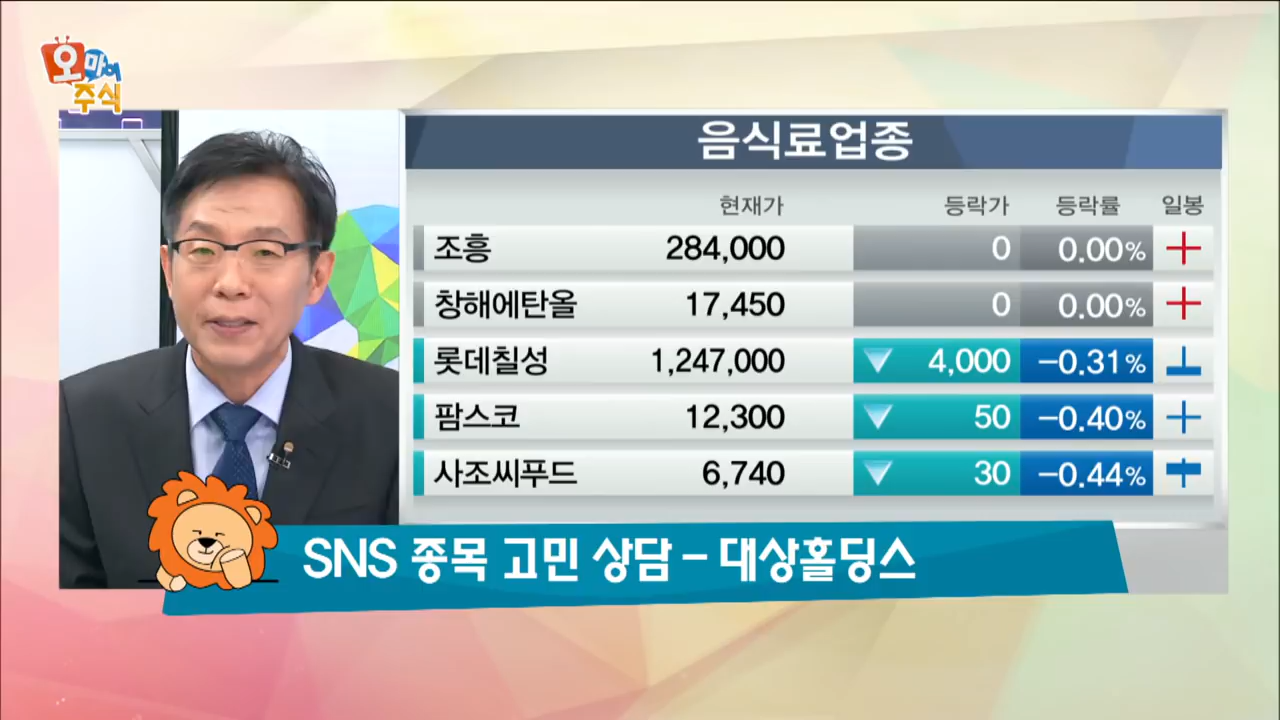 오마이
주식
음식료업종
현재가 등락가 등락률 일봉
조흥 284,000 0 0.00%
창해에탄올 17,450 0 0.00%
롯데칠성 1,247,000 ▼ 4,000 -0.31%
팜스코 12,300 ▼ 50 -0.40%
사조씨푸드 6,740 ▼ 30 -0.44%
SNS 종목 고민 상담 - 대상홀딩스